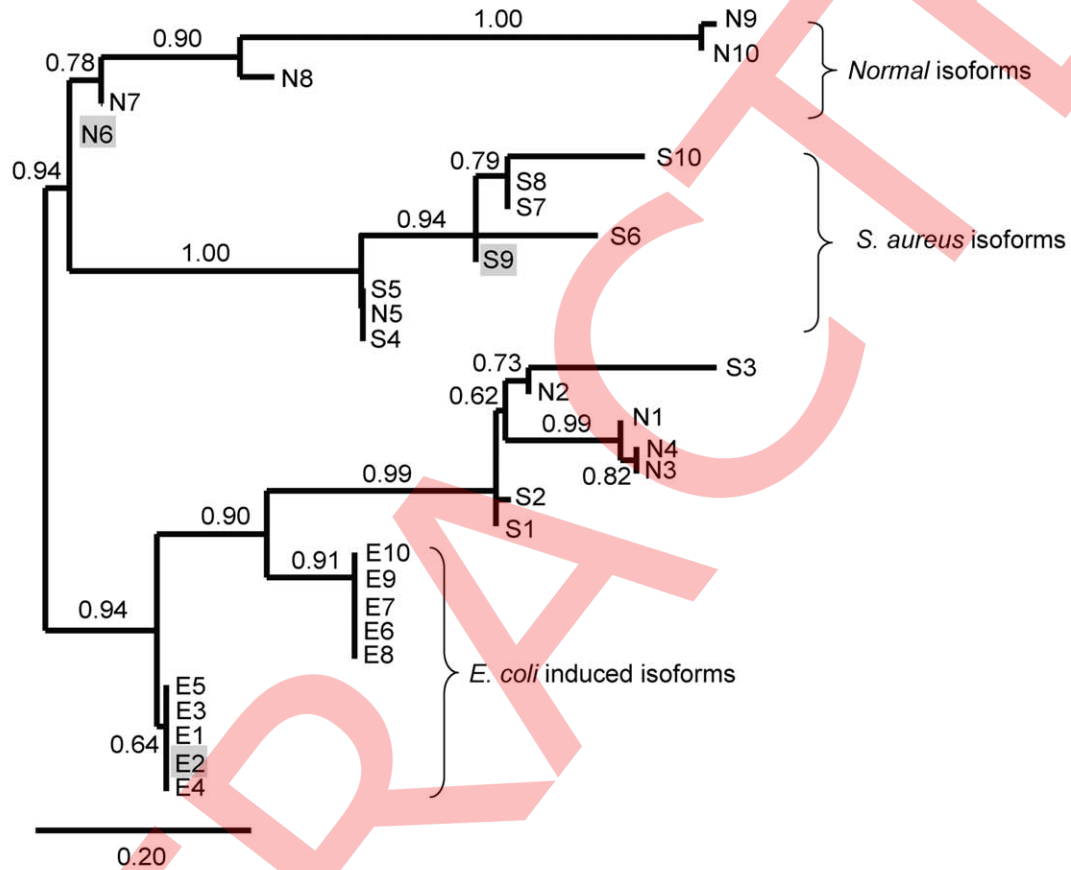 1.00
N9
0.90
N10
0.78
N8
Normal isoforms
N7
N6
0.94
0.79
S10
S8
S7
0.94
S6
S. aureus isoforms
1.00
S9
S5
N5
S4
0.73
S3
0.62
N2
0.99
N1
N4
N3
0.82
0.99
S2
0.90
S1
E10
0.91
E9
E7
E6
E8
0.94
E. coli induced isoforms
E5
E3
E1
0.64
E2
E4
0.20